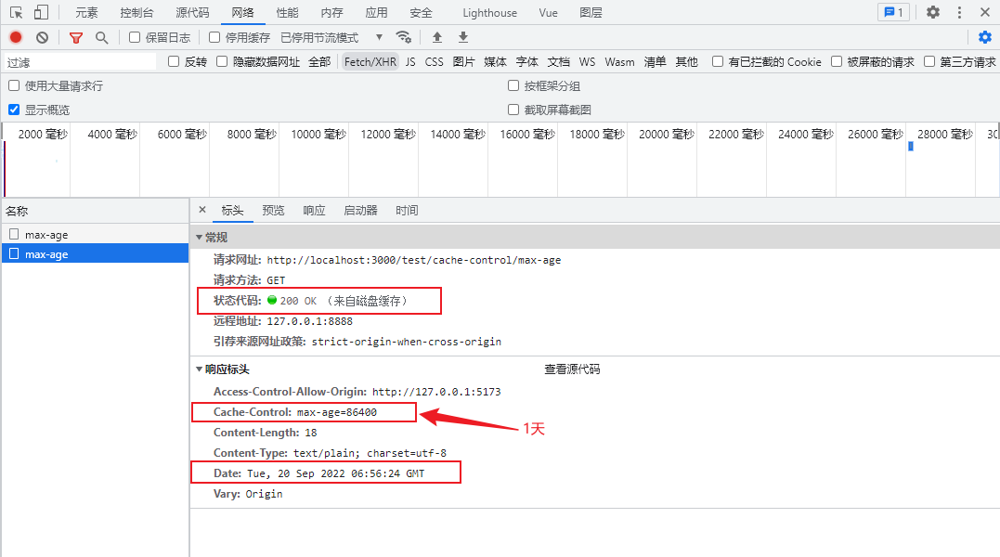 元素 控制台 源代码 网络 性能 内存 应用 安全 Lighthouse Vue 图层 1
保留日志 停用缓存 已停用节流模式
过滤 反转 隐藏数据网址 全部 Fetch/XHR JS CSS 图片 媒体 字体 文档 WS Wasm 清单 其他 有已拦截的 Cookie 被屏蔽的请求 第三方请求
使用大量请求行 按框架分组
显示概览 截取屏幕截图
2000 毫秒 4000 毫秒 6000 毫秒 8000 毫秒 10000 毫秒 12000 毫秒 14000 毫秒 16000 毫秒 18000 毫秒 20000 毫秒 22000 毫秒 24000 毫秒 26000 毫秒 28000 毫秒
名称 标头 预览 响应 启动器 时间
max-age
max-age
常规
请求网址: http://localhost:3000/test/cache-control/max-age
请求方法: GET
状态代码: 200 OK （来自磁盘缓存）
远程地址: 127.0.0.1:8888
引荐来源网址政策: strict-origin-when-cross-origin
响应标头 查看源代码
Access-Control-Allow-Origin: http://127.0.0.1:5173
Cache-Control: max-age=86400
1天
Content-Length: 18
Content-Type: text/plain; charset=utf-8
Date: Tue, 20 Sep 2022 06:56:24 GMT
Vary: Origin